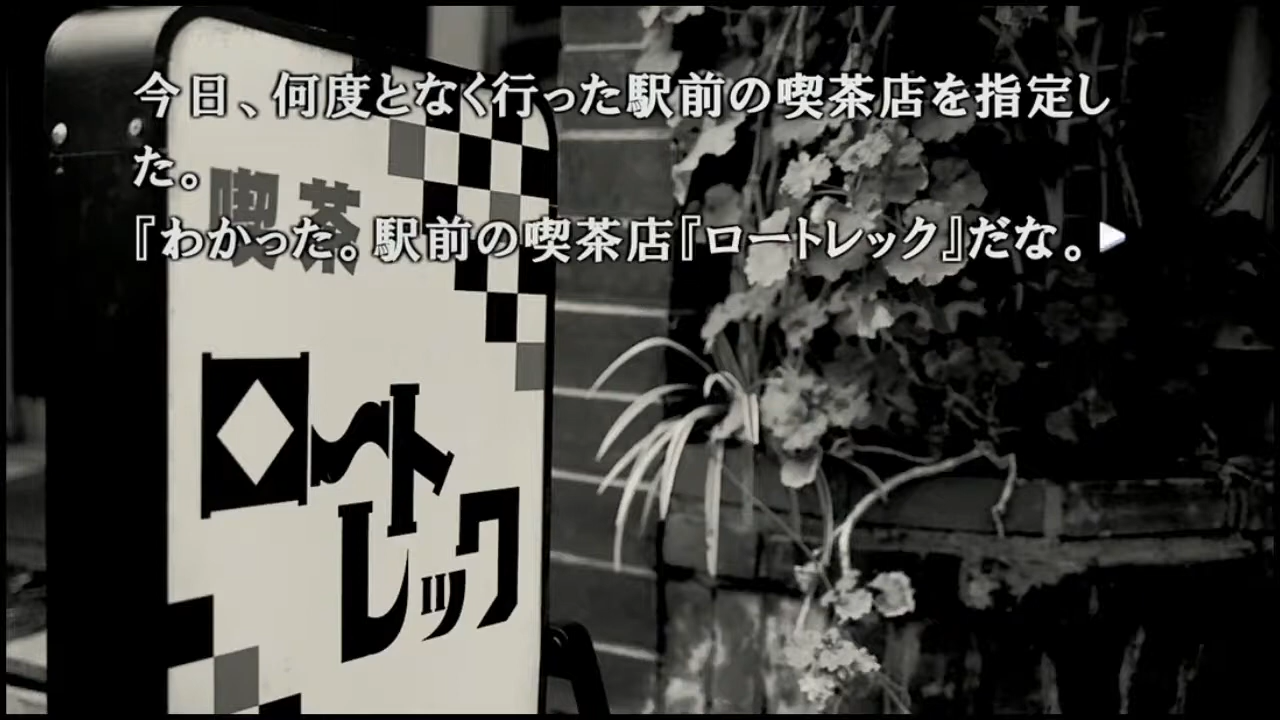 今日、何度となく行った駅前の喫茶店を指定し
た。
『わかった。駅前の喫茶店『ロートレック』だな。
喫茶
ロート
レック